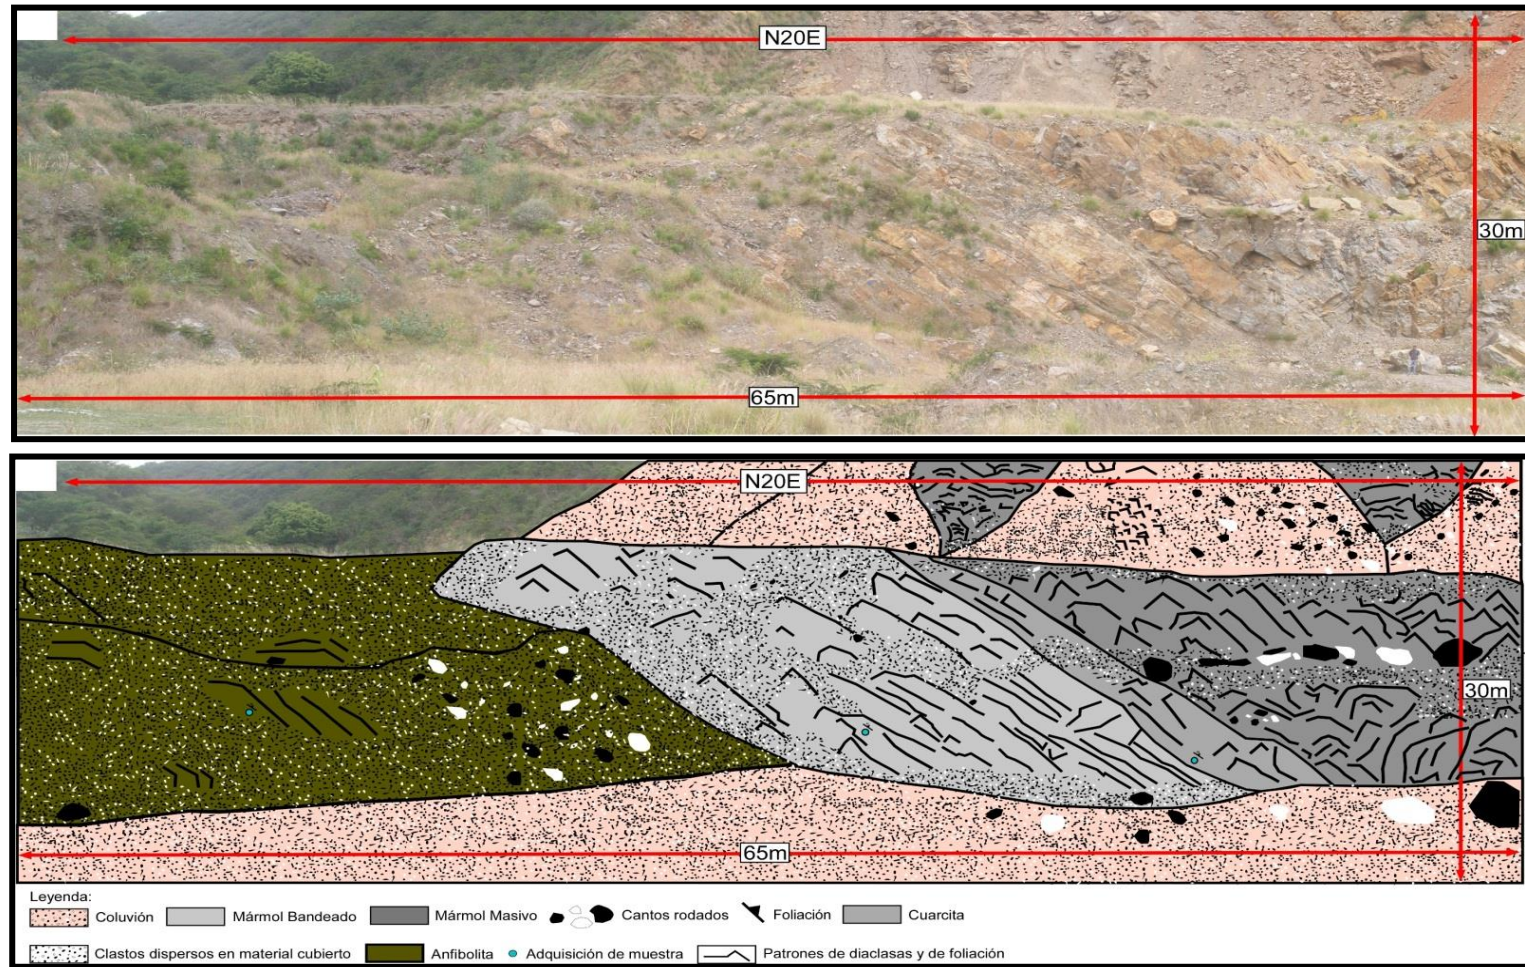 N20E
30m
65m
N20E
30m
65m
Leyenda:
Coluvión Mármol Bandeado Mármol Masivo Cantos rodados Foliación Cuarcita
Clastos dispersos en material cubierto Anfibolita Adquisición de muestra Patrones de diaclasas y de foliación